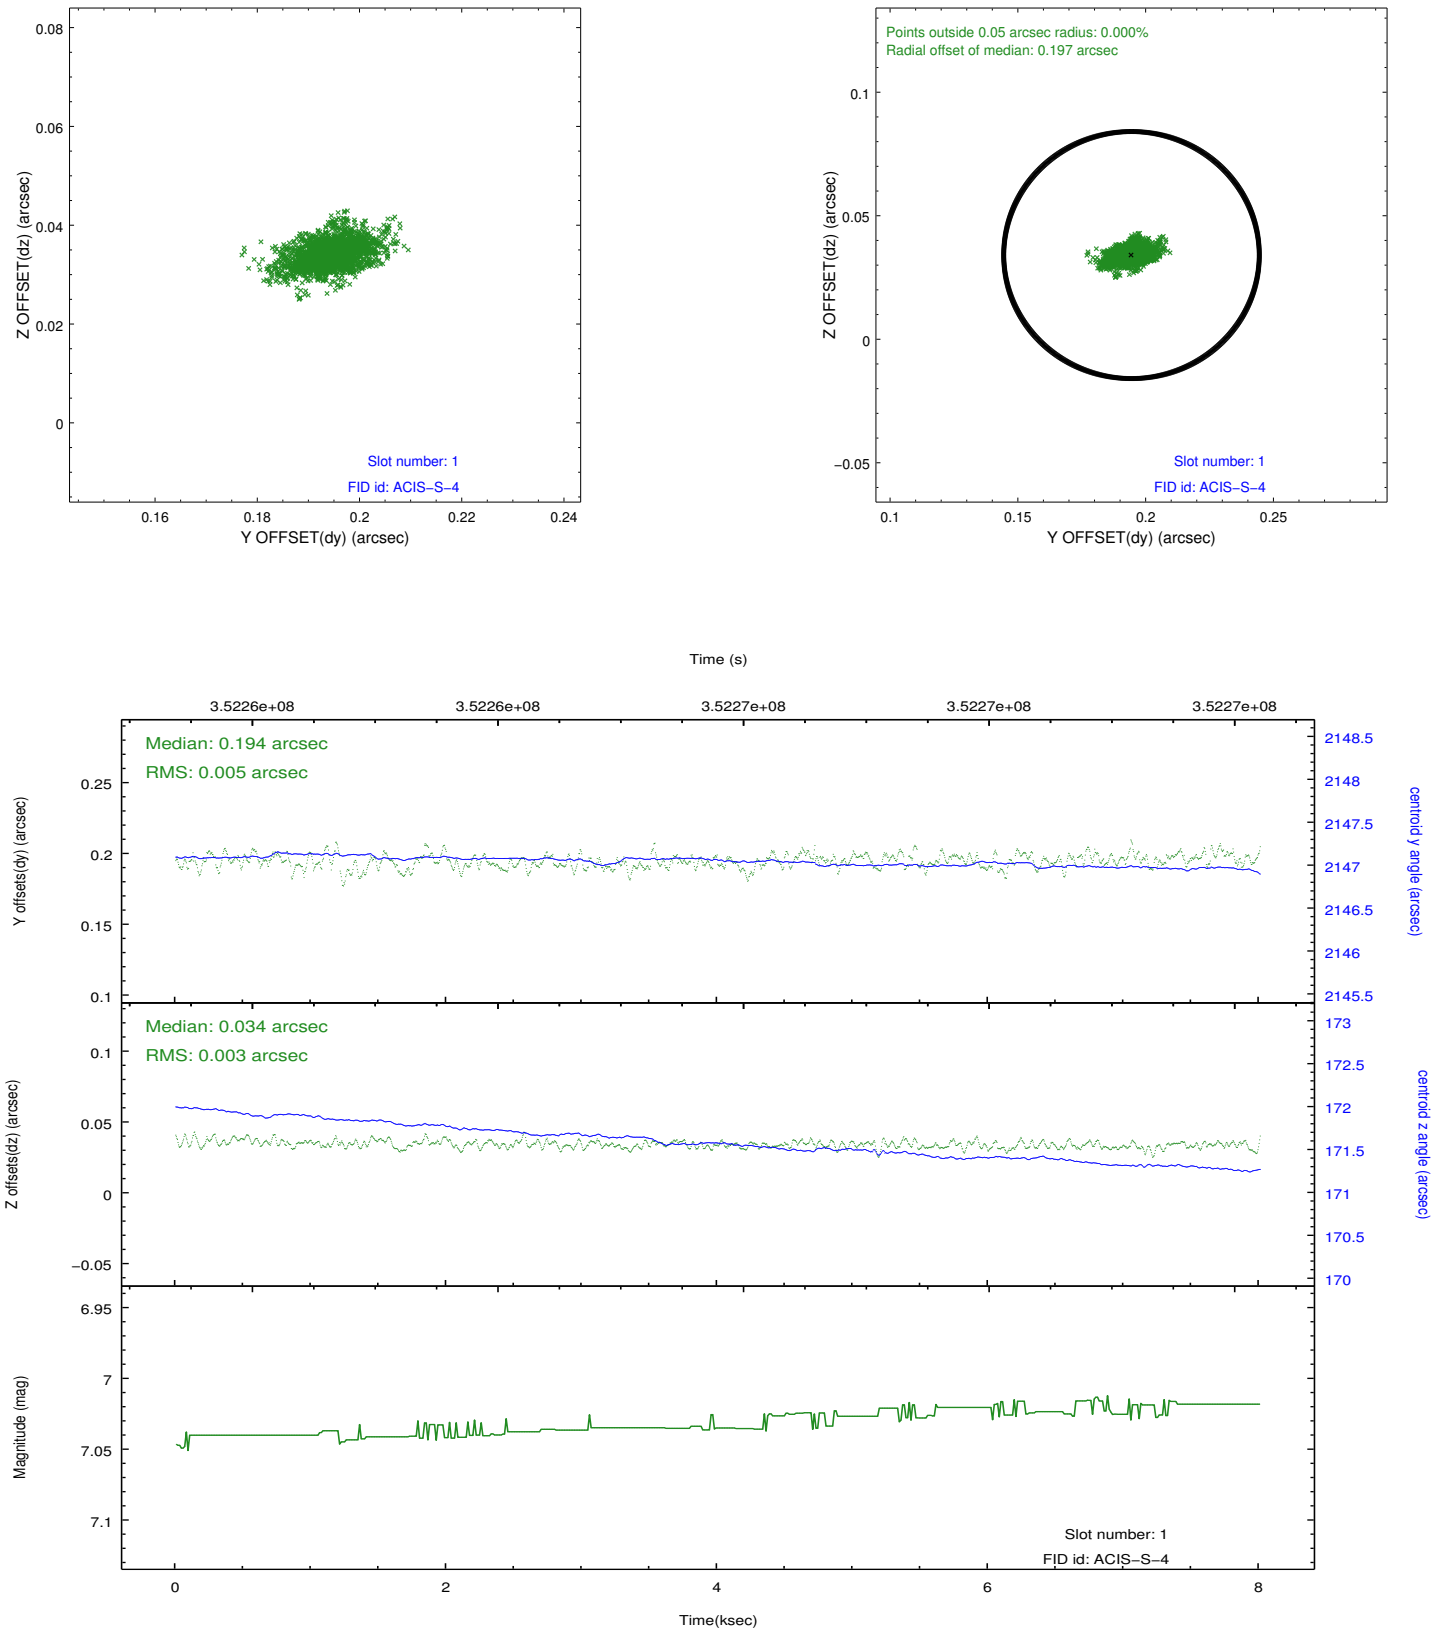 0.08
0.06
0.04
0.02
0
Z OFFSET(dz) (arcsec)
Slot number: 1
FID id: ACIS−S−4
0.16 0.18 0.2 0.22 0.24
Y OFFSET(dy) (arcsec)
Points outside 0.05 arcsec radius: 0.000%
Radial offset of median: 0.197 arcsec
0.1
0.05
0
−0.05
Z OFFSET(dz) (arcsec)
Slot number: 1
FID id: ACIS−S−4
0.1 0.15 0.2 0.25
Y OFFSET(dy) (arcsec)
Time (s)
3.5226e+08 3.5226e+08 3.5227e+08 3.5227e+08 3.5227e+08
Median: 0.194 arcsec
RMS: 0.005 arcsec
0.25
0.2
0.15
0.1
Y offsets(dy) (arcsec)
2148.5
2148
2147.5
2147
2146.5
2146
2145.5
centroid y angle (arcsec)
Median: 0.034 arcsec
RMS: 0.003 arcsec
0.1
0.05
0
−0.05
Z offsets(dz) (arcsec)
173
172.5
172
171.5
171
170.5
170
centroid z angle (arcsec)
6.95
7
7.05
7.1
Magnitude (mag)
Slot number: 1
FID id: ACIS−S−4
0 2 4 6 8
Time(ksec)